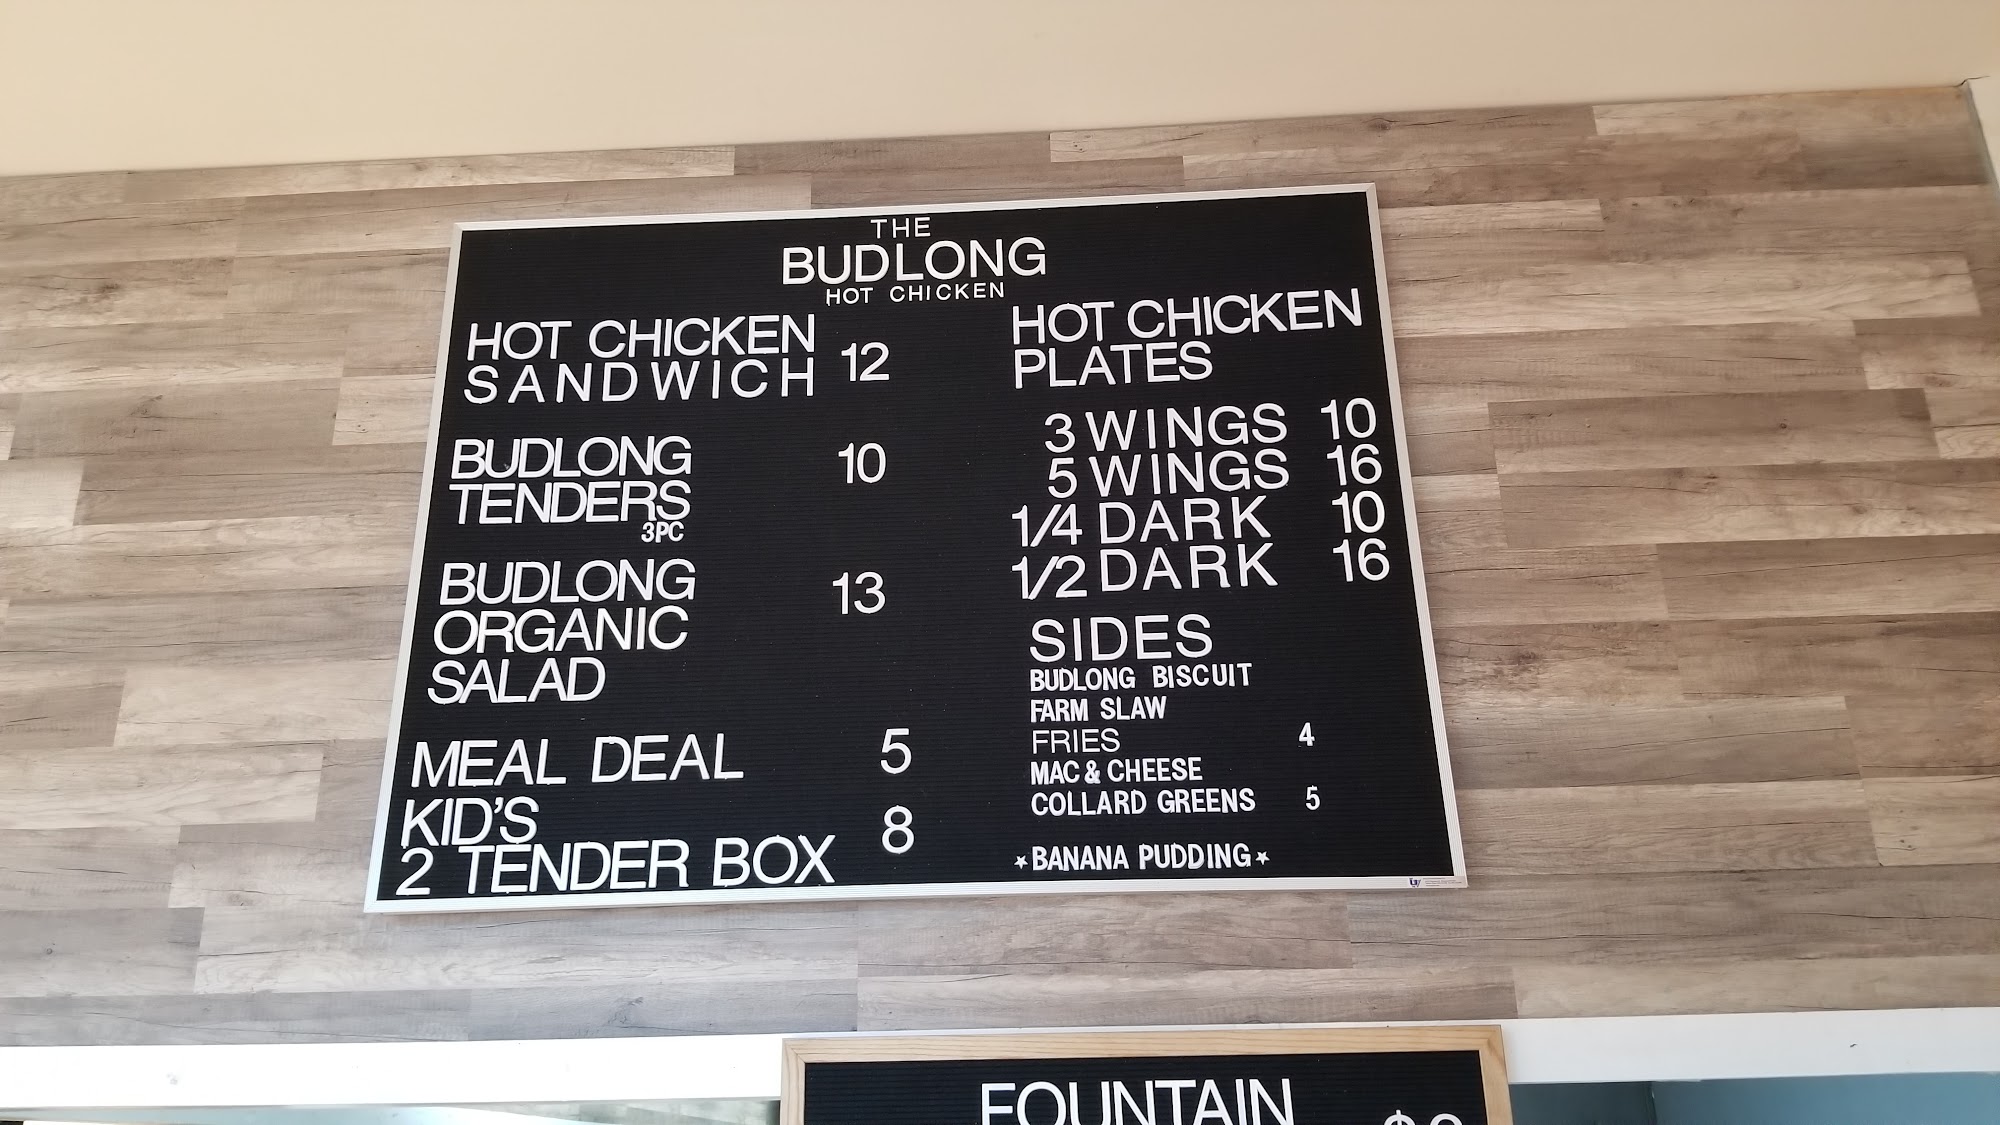 THE
BUDLONG
HOT CHICKEN
HOT CHICKEN
SANDWICH 12
BUDLONG 10
TENDERS
3PC
BUDLONG 13
ORGANIC
SALAD
MEAL DEAL 5
KID'S 8
2 TENDER BOX
HOT CHICKEN
PLATES
3 WINGS 10
5 WINGS 16
1/4 DARK 10
1/2 DARK 16
SIDES
BUDLONG BISCUIT
FARM SLAW
FRIES 4
MAC & CHEESE
COLLARD GREENS 5
*BANANA PUDDING*
FOUNTAIN